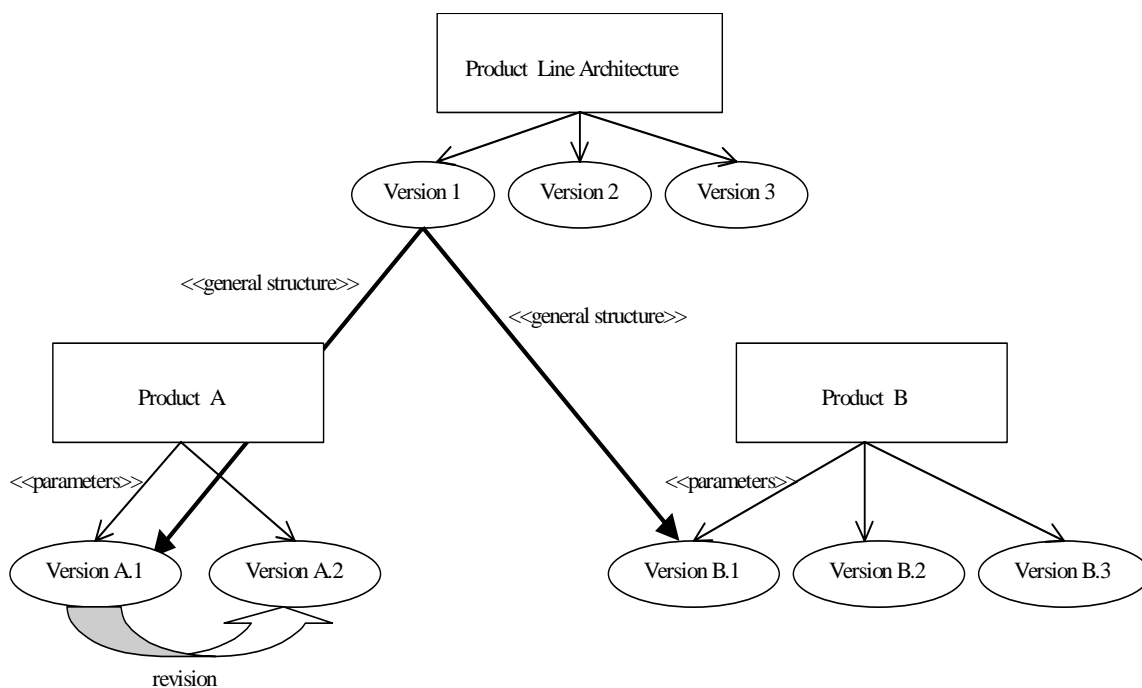 Product Line Architecture
Version 1
Version 2
Version 3
<<general structure>>
<<general structure>>
Product A
Product B
<<parameters>>
<<parameters>>
Version A.1
Version A.2
Version B.1
Version B.2
Version B.3
revision